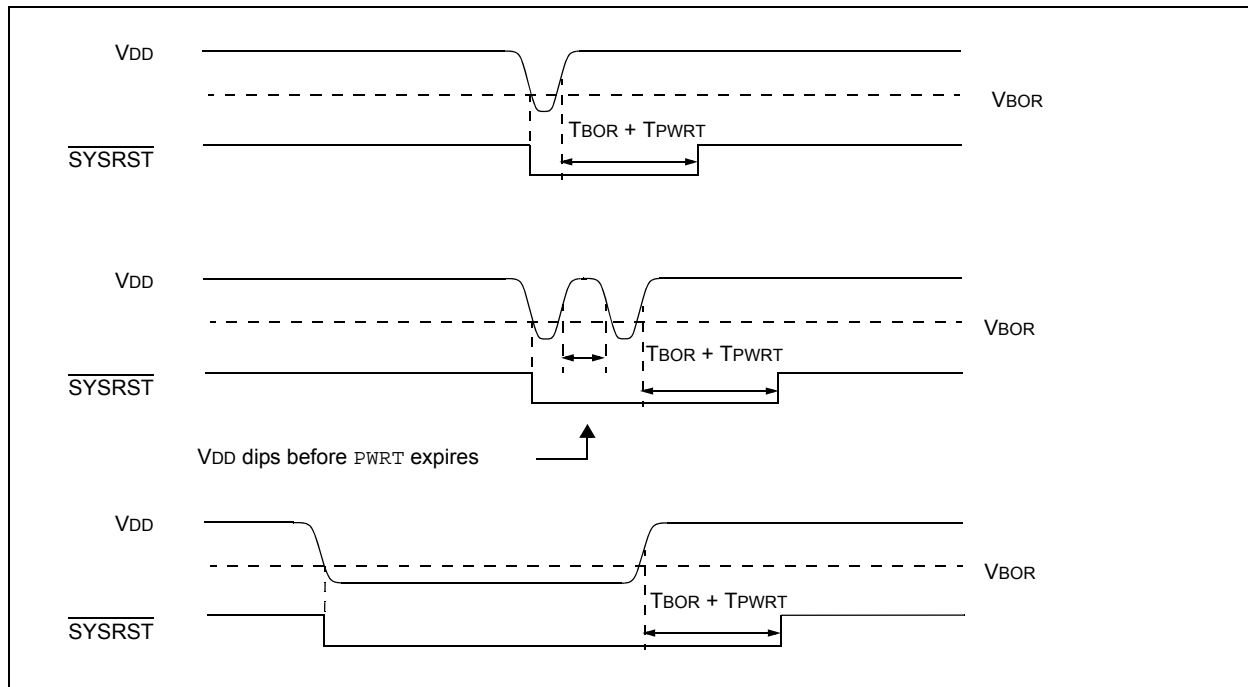 VDD
VBOR
TBOR + TPWRT
SYSRST
VDD
VBOR
TBOR + TPWRT
SYSRST
VDD dips before PWRT expires
VDD
VBOR
TBOR + TPWRT
SYSRST